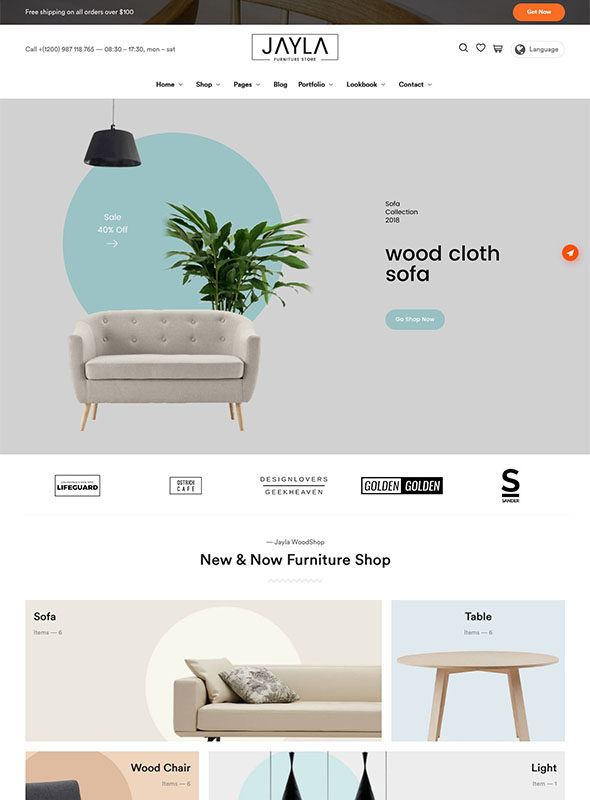 Free shipping on all orders over $100
Get Now
Call +(1200) 987 118 765 — 08:30 – 17:30, mon – sat
JAYLA
FURNITURE STORE
Language
Home Shop Pages Blog Portfolio Lookbook Contact
Sale
40% Off
Sofa
Collection
2018
wood cloth
sofa
Go Shop Now
LIFEGUARD
OSTRICH
CAFE
DESIGNLOVERS
GEEKHEAVEN
GOLDEN GOLDEN
S
SANDER
— Jayla WoodShop
New & Now Furniture Shop
Sofa
Items — 6
Table
Items — 6
Wood Chair
Items — 6
Light
Item — 1